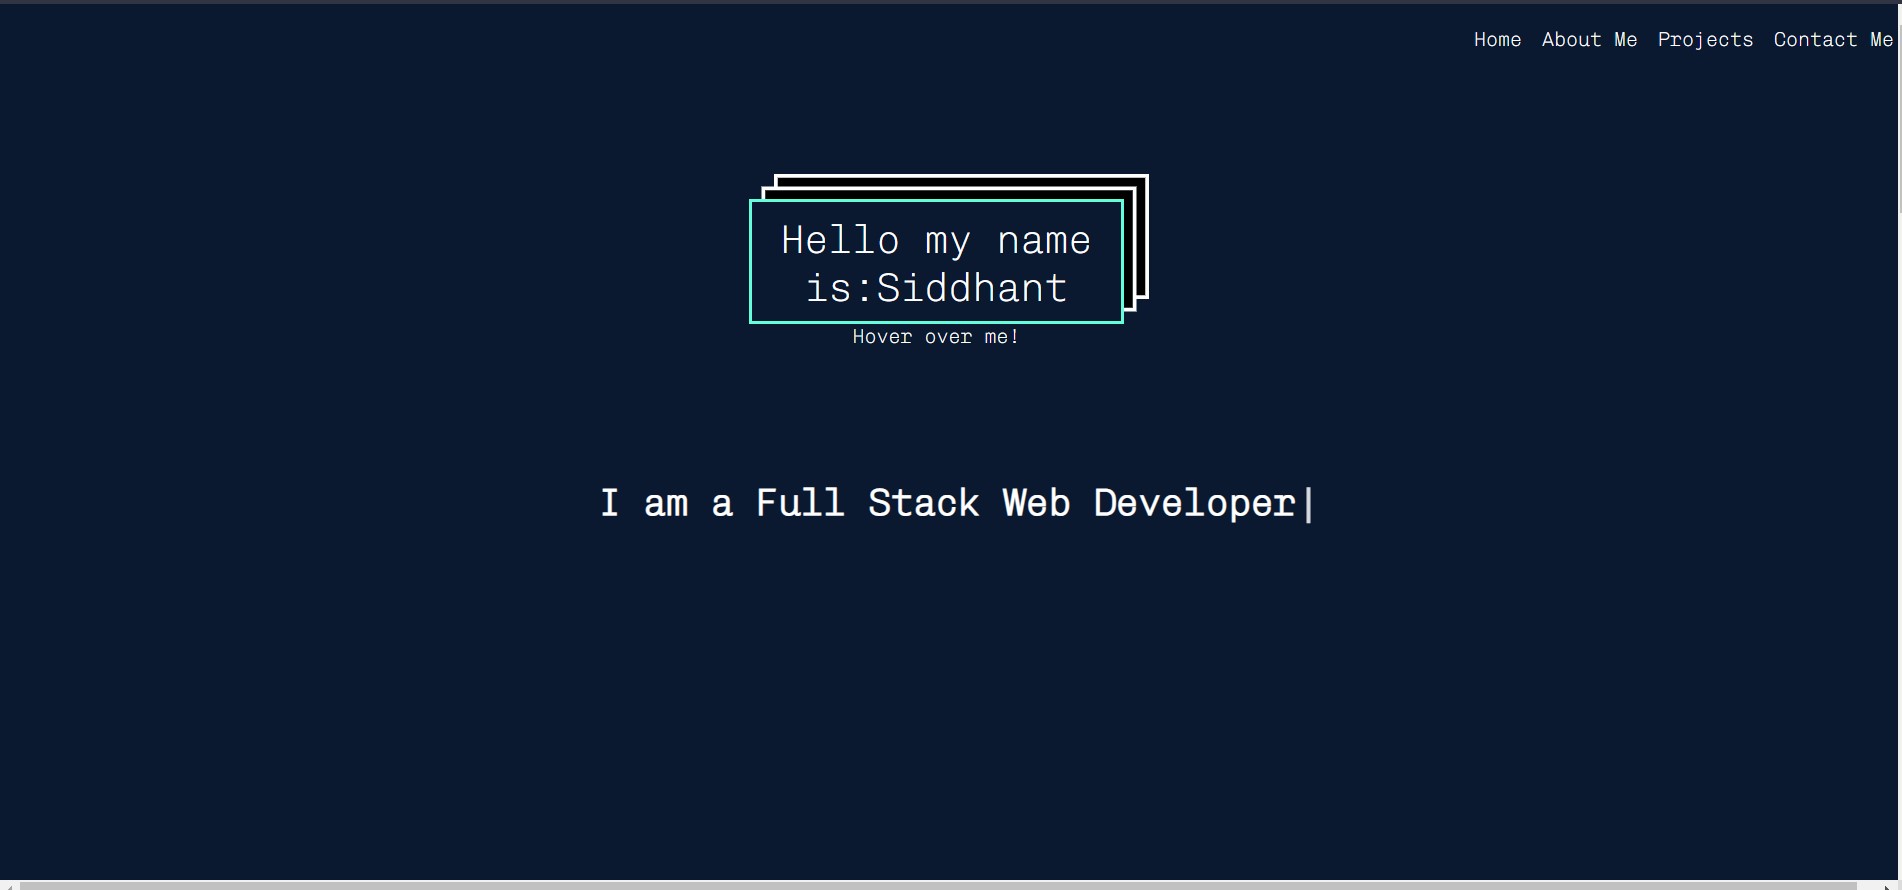 Home About Me Projects Contact Me
Hello my name
is:Siddhant
Hover over me!
I am a Full Stack Web Developer|